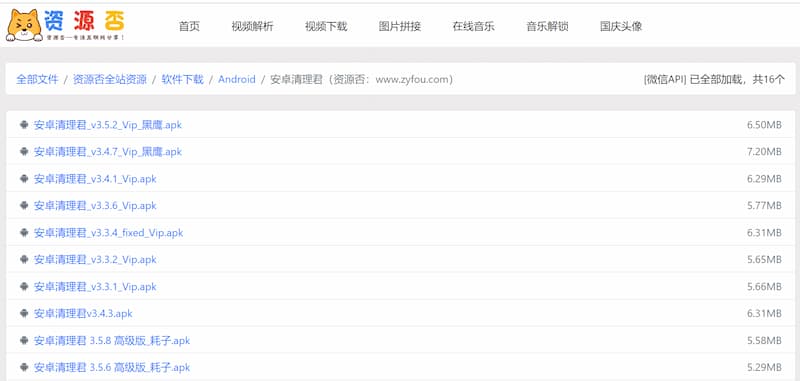 资源否
资源否—专注互联网分享！
首页 视频解析 视频下载 图片拼接 在线音乐 音乐解锁 国庆头像
全部文件 / 资源否全站资源 / 软件下载 / Android / 安卓清理君（资源否：www.zyfou.com） [微信API] 已全部加载，共16个
安卓清理君_v3.5.2_Vip_黑鹰.apk 6.50MB
安卓清理君_v3.4.7_Vip_黑鹰.apk 7.20MB
安卓清理君_v3.4.1_Vip.apk 6.29MB
安卓清理君_v3.3.6_Vip.apk 5.77MB
安卓清理君_v3.3.4_fixed_Vip.apk 6.31MB
安卓清理君_v3.3.2_Vip.apk 5.65MB
安卓清理君_v3.3.1_Vip.apk 5.66MB
安卓清理君v3.4.3.apk 6.31MB
安卓清理君 3.5.8 高级版_耗子.apk 5.58MB
安卓清理君 3.5.6 高级版_耗子.apk 5.29MB